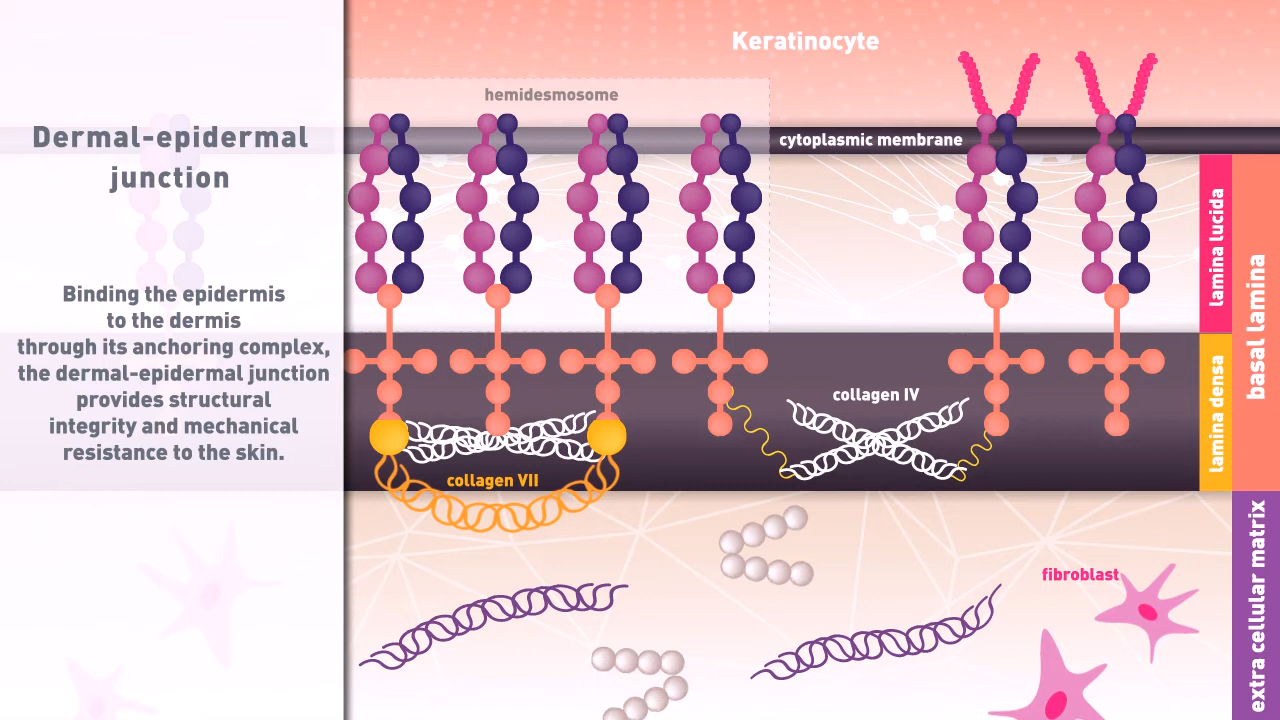 Dermal-epidermal
junction
Binding the epidermis
to the dermis
through its anchoring complex,
the dermal-epidermal junction
provides structural
integrity and mechanical
resistance to the skin.
Keratinocyte
hemidesmosome
cytoplasmic membrane
lamina lucida
basal lamina
lamina densa
collagen IV
collagen VII
extra cellular matrix
fibroblast